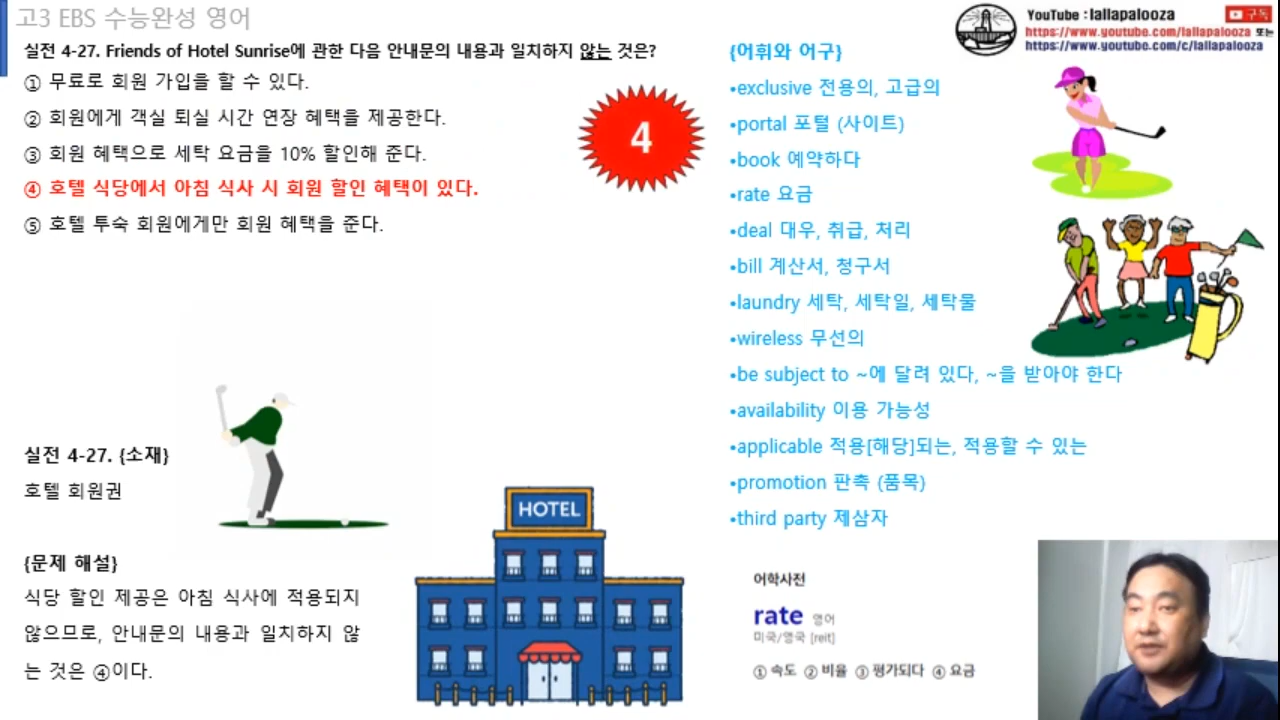 고3 EBS 수능완성 영어
실전 4-27. Friends of Hotel Sunrise에 관한 다음 안내문의 내용과 일치하지 않는 것은?
① 무료로 회원 가입을 할 수 있다.
② 회원에게 객실 퇴실 시간 연장 혜택을 제공한다.
③ 회원 혜택으로 세탁 요금을 10% 할인해 준다.
④ 호텔 식당에서 아침 식사 시 회원 할인 혜택이 있다.
⑤ 호텔 투숙 회원에게만 회원 혜택을 준다.
4
실전 4-27. {소재}
호텔 회원권
{문제 해설}
식당 할인 제공은 아침 식사에 적용되지
않으므로, 안내문의 내용과 일치하지 않
는 것은 ④이다.
HOTEL
{어휘와 어구}
•exclusive 전용의, 고급의
•portal 포털 (사이트)
•book 예약하다
•rate 요금
•deal 대우, 취급, 처리
•bill 계산서, 청구서
•laundry 세탁, 세탁일, 세탁물
•wireless 무선의
•be subject to ~에 달려 있다, ~을 받아야 한다
•availability 이용 가능성
•applicable 적용[해당]되는, 적용할 수 있는
•promotion 판촉 (품목)
•third party 제삼자
YouTube : lallapalooza
구독
https://www.youtube.com/lallapalooza 또는
https://www.youtube.com/c/lallapalooza
어학사전
rate 영어
미국/영국 [reit]
① 속도 ② 비율 ③ 평가되다 ④ 요금